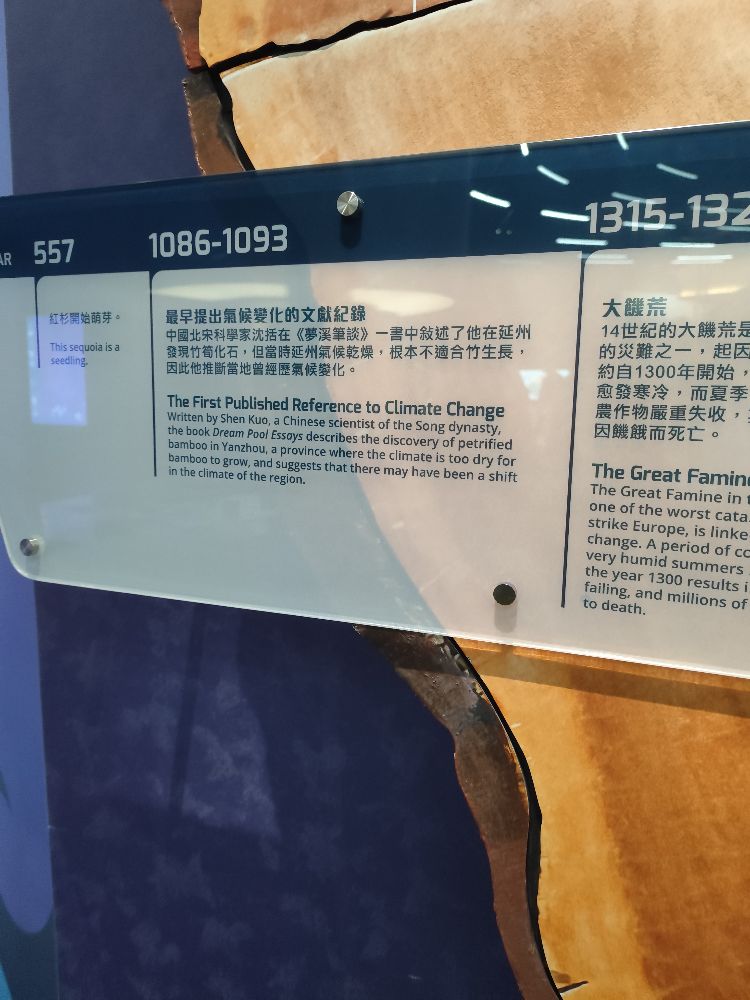 AR
557
紅杉開始萌芽。
This sequoia is a
seedling.
1086-1093
最早提出氣候變化的文獻紀錄
中國北宋科學家沈括在《夢溪筆談》一書中敍述了他在延州
發現竹筍化石，但當時延州氣候乾燥，根本不適合竹生長，
因此他推斷當地曾經歷氣候變化。
The First Published Reference to Climate Change
Written by Shen Kuo, a Chinese scientist of the Song dynasty,
the book Dream Pool Essays describes the discovery of petrified
bamboo in Yanzhou, a province where the climate is too dry for
bamboo to grow, and suggests that there may have been a shift
in the climate of the region.
1315-132
大饑荒
14世紀的大饑荒是
的災難之一，起因
約自1300年開始，
愈發寒冷，而夏季
農作物嚴重失收，
因饑餓而死亡。
The Great Famine
The Great Famine in
one of the worst cata
strike Europe, is linke
change. A period of co
very humid summers
the year 1300 results i
failing, and millions of
to death.